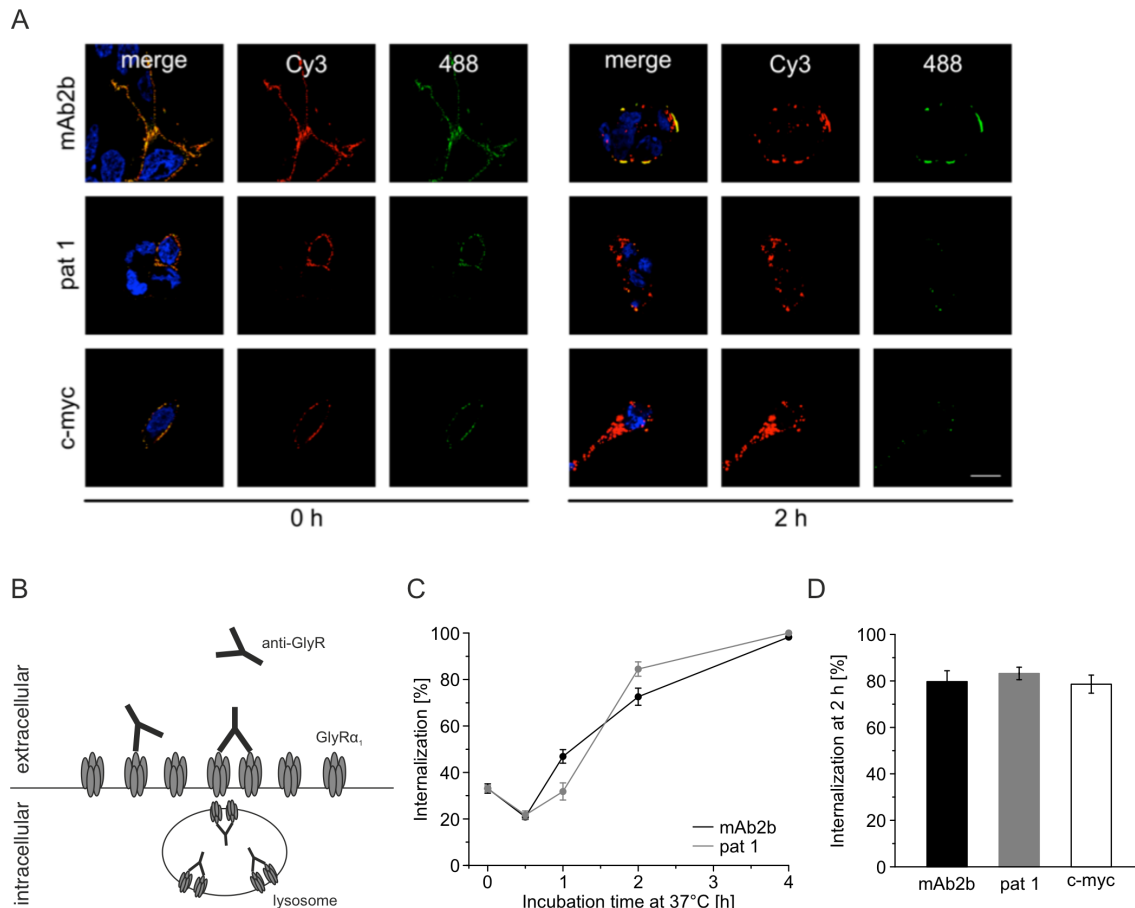 A
merge Cy3 488 merge Cy3 488
mAb2b
pat 1
c-myc
0 h 2 h
B
extracellular
intracellular
anti-GlyR
GlyRα₁
lysosome
C
Internalization [%]
100
80
60
40
20
0
mAb2b
pat 1
0 1 2 4
Incubation time at 37°C [h]
D
Internalization at 2 h [%]
100
80
60
40
20
0
mAb2b pat 1 c-myc